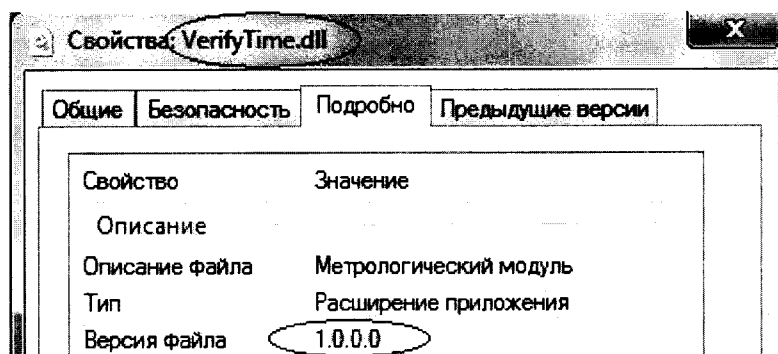 Свойства: VerifyTime.dll
x
Общие Безопасность Подробно Предыдущие версии
Свойство Значение
Описание
Описание файла Метрологический модуль
Тип Расширение приложения
Версия файла 1.0.0.0